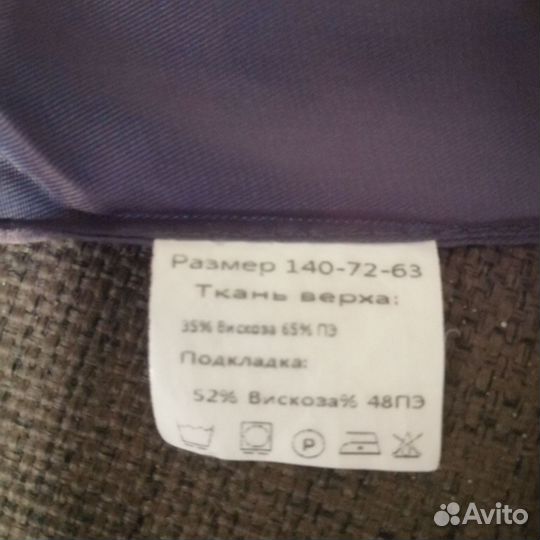 Размер 140-72-63
Ткань верха:
35% Вискоза 65% ПЭ
Подкладка:
52% Вискоза% 48ПЭ
P
Avito